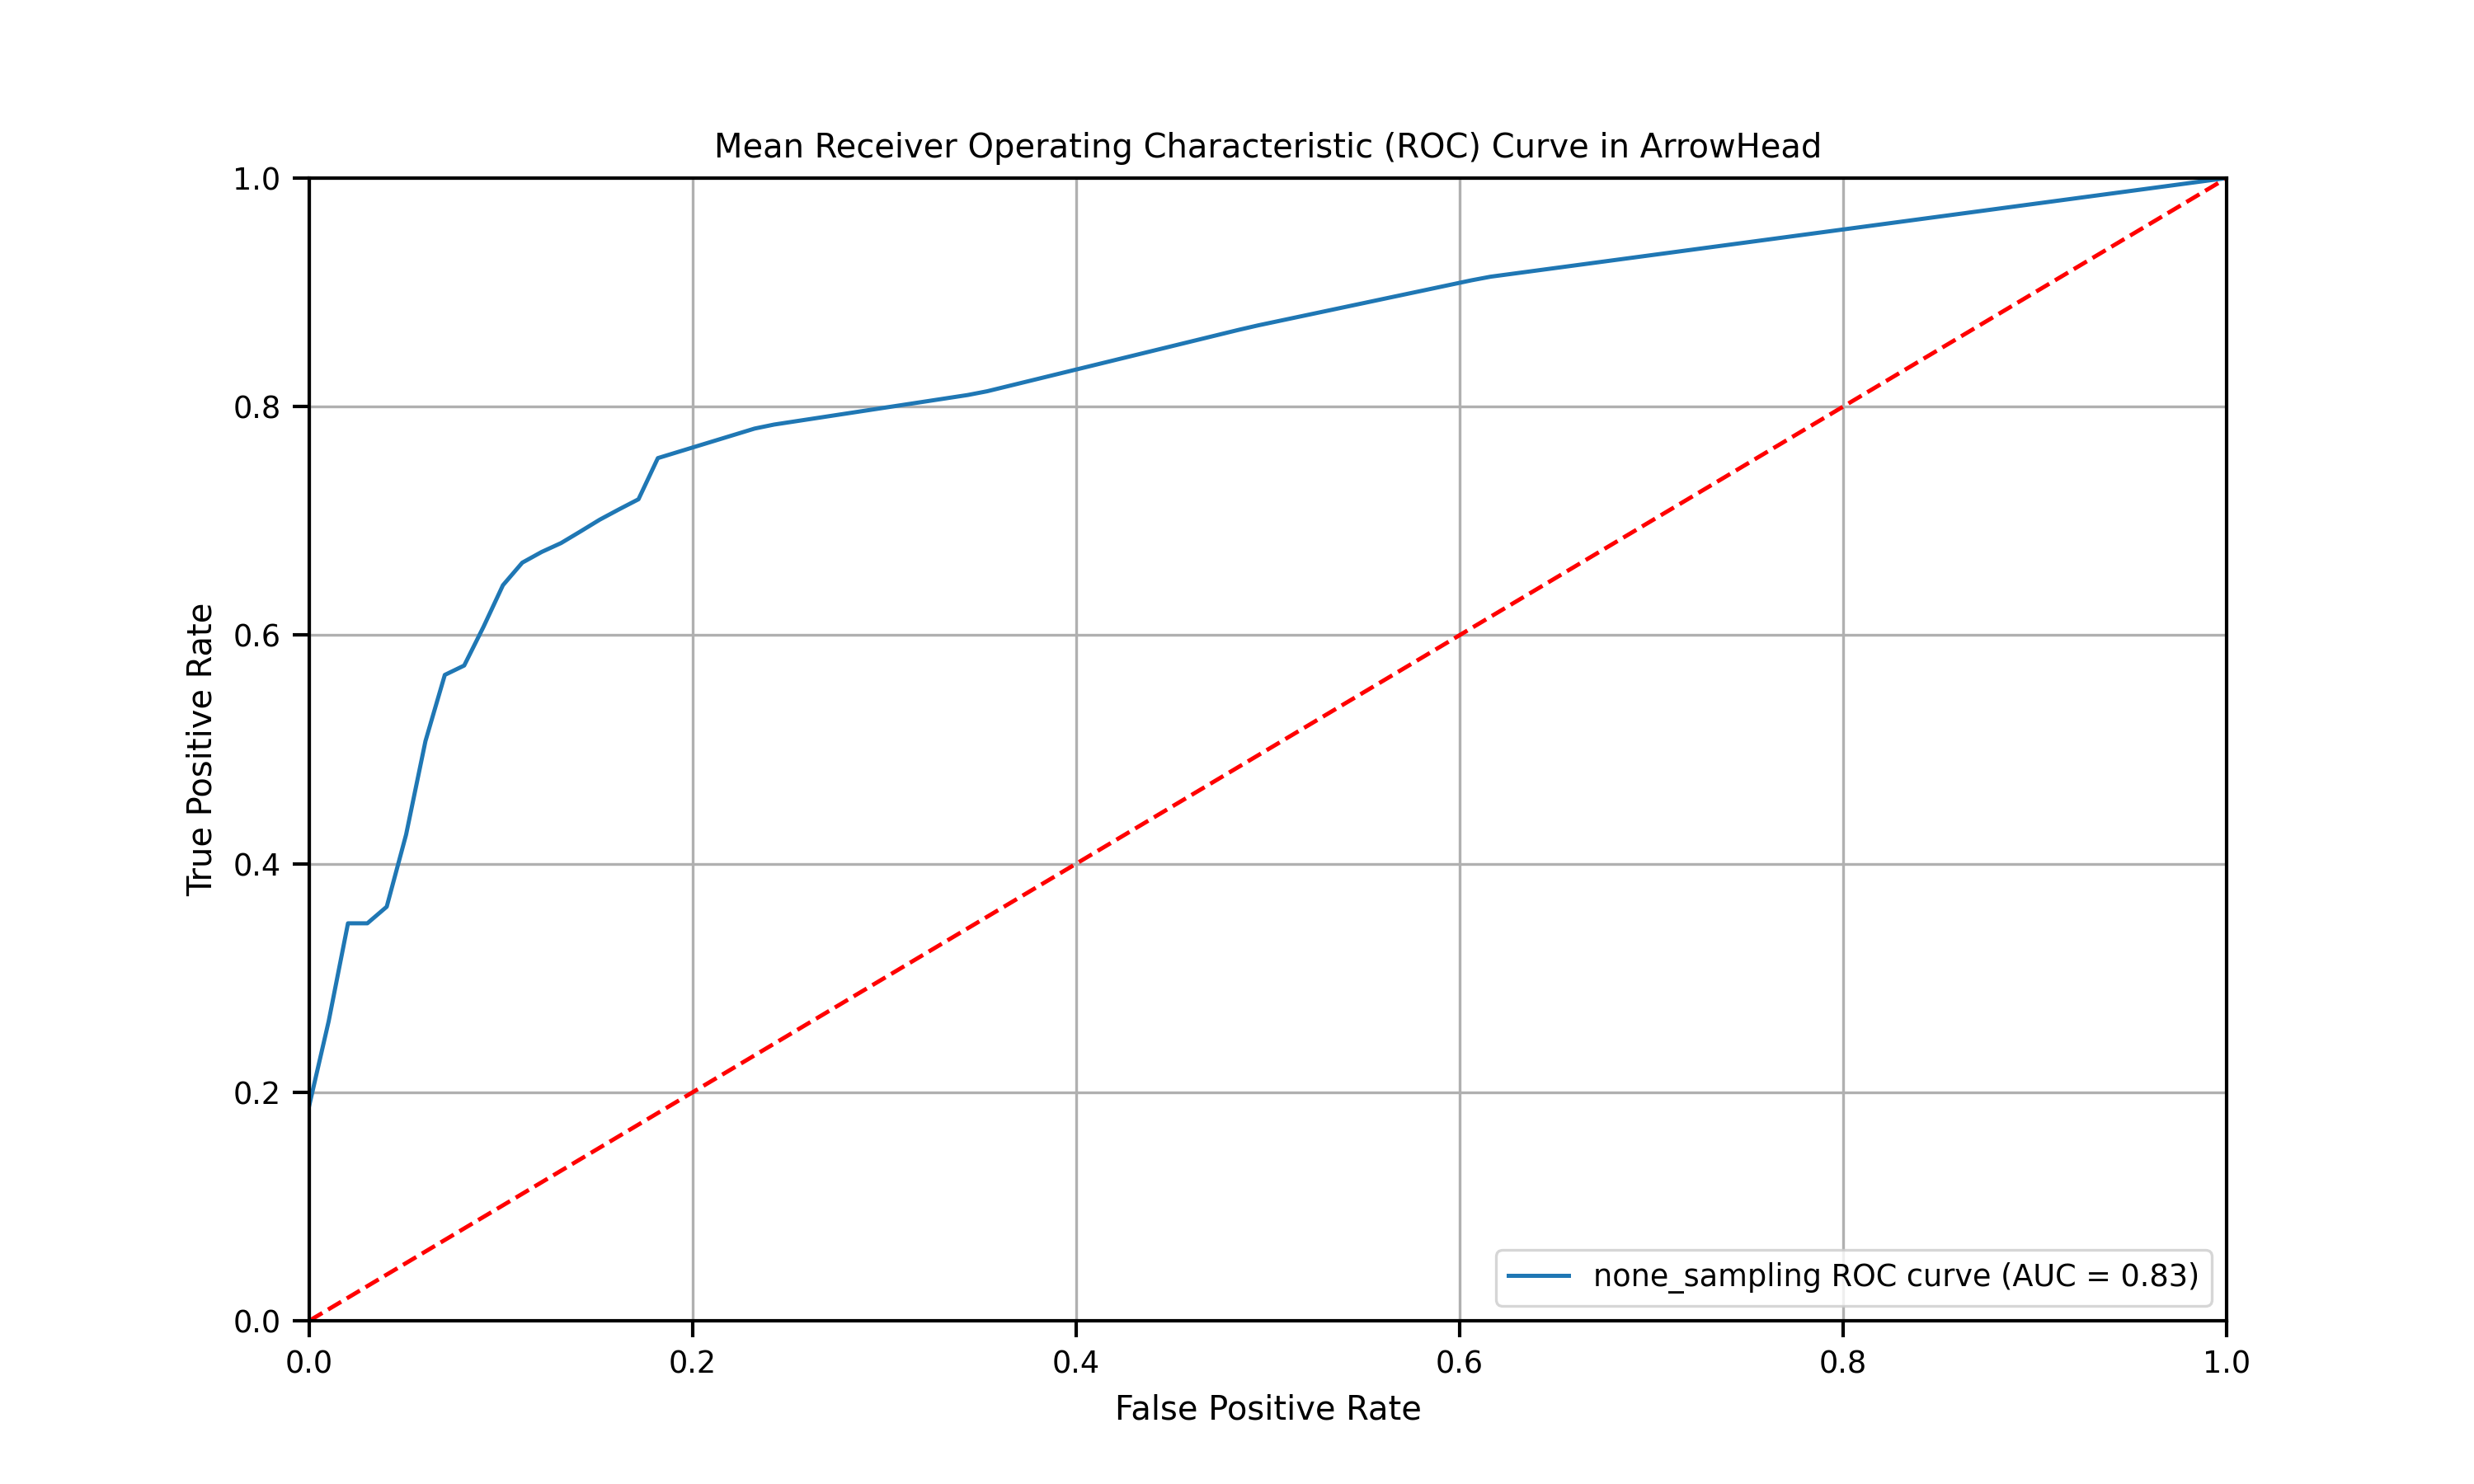 Mean Receiver Operating Characteristic (ROC) Curve in ArrowHead
1.0
0.8
0.6
0.4
0.2
0.0
True Positive Rate
none_sampling ROC curve (AUC = 0.83)
0.0 0.2 0.4 0.6 0.8 1.0
False Positive Rate